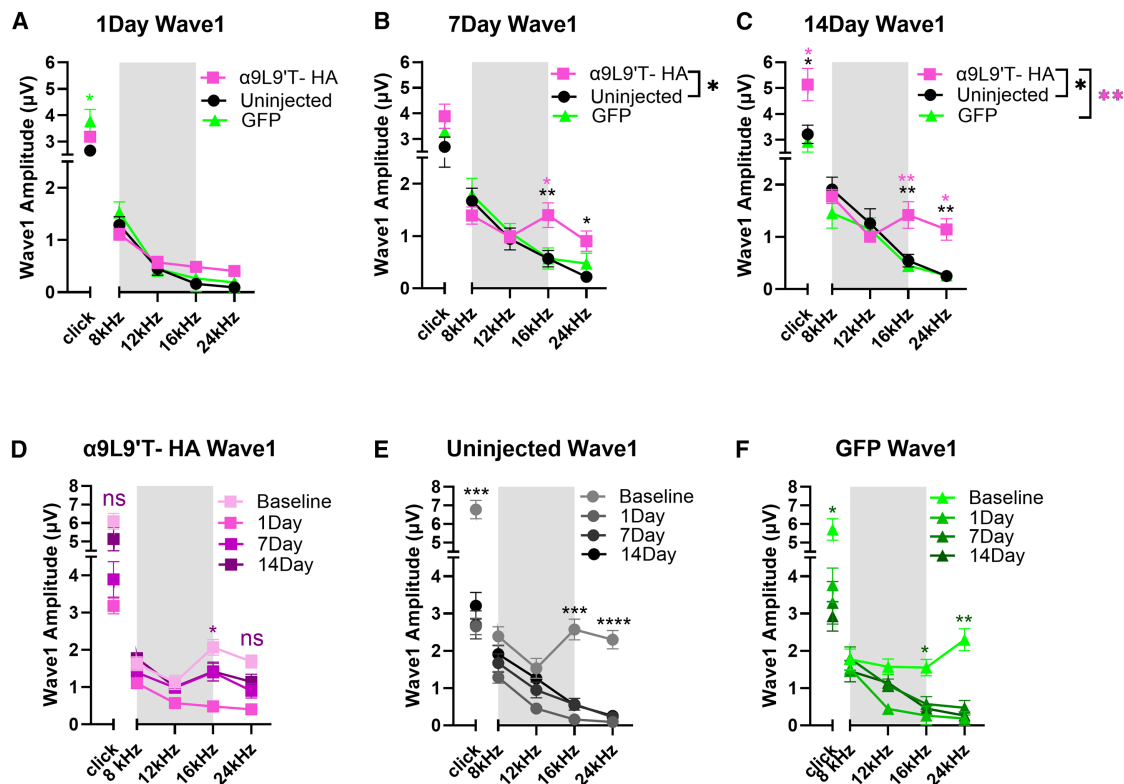 A
1Day Wave1
Wave1 Amplitude (µV)
6
5
4
3
2
1
0
*
α9L9'T- HA
Uninjected
GFP
click
8kHz
12kHz
16kHz
24kHz
B
7Day Wave1
Wave1 Amplitude (µV)
6
5
4
3
2
1
0
α9L9'T- HA
Uninjected
GFP
*
*
**
*
click
8kHz
12kHz
16kHz
24kHz
C
14Day Wave1
Wave1 Amplitude (µV)
6
5
4
3
2
1
0
*
*
α9L9'T- HA
Uninjected
GFP
*
**
**
**
*
**
click
8kHz
12kHz
16kHz
24kHz
D
α9L9'T- HA Wave1
Wave1 Amplitude (µV)
8
7
6
5
4
3
2
1
0
ns
Baseline
1Day
7Day
14Day
*
ns
click
8 kHz
12kHz
16kHz
24kHz
E
Uninjected Wave1
Wave1 Amplitude (µV)
8
7
6
5
4
3
2
1
0
***
Baseline
1Day
7Day
14Day
***
****
click
8kHz
12kHz
16kHz
24kHz
F
GFP Wave1
Wave1 Amplitude (µV)
8
7
6
5
4
3
2
1
0
*
Baseline
1Day
7Day
14Day
*
**
click
8 kHz
12kHz
16kHz
24kHz